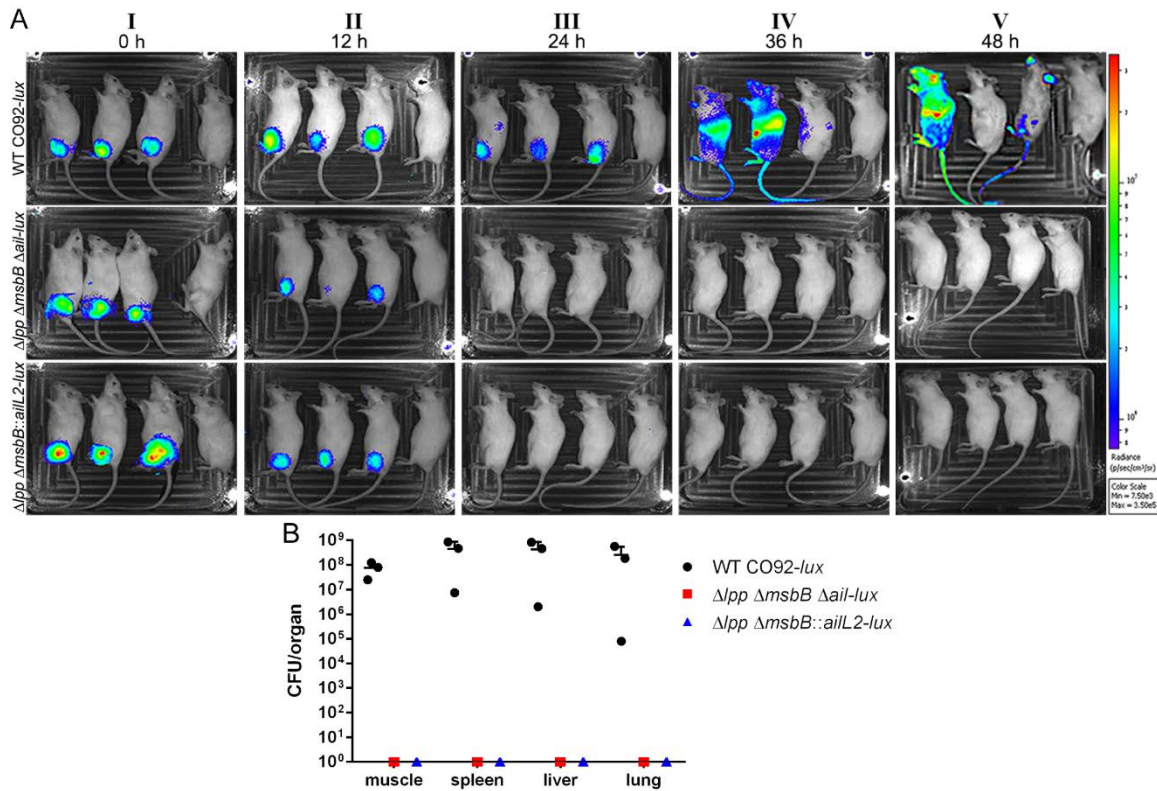 A
I II III IV V
0 h 12 h 24 h 36 h 48 h
WT CO92-lux
Δlpp ΔmsbB Δail-lux
Δlpp ΔmsbB::ailL2-lux
Radiance
(p/sec/cm²/sr)
Color Scale
Min = 7.50e3
Max = 3.50e5
B
CFU/organ
10⁹
10⁸
10⁷
10⁶
10⁵
10⁴
10³
10²
10¹
10⁰
muscle spleen liver lung
WT CO92-lux
Δlpp ΔmsbB Δail-lux
Δlpp ΔmsbB::ailL2-lux